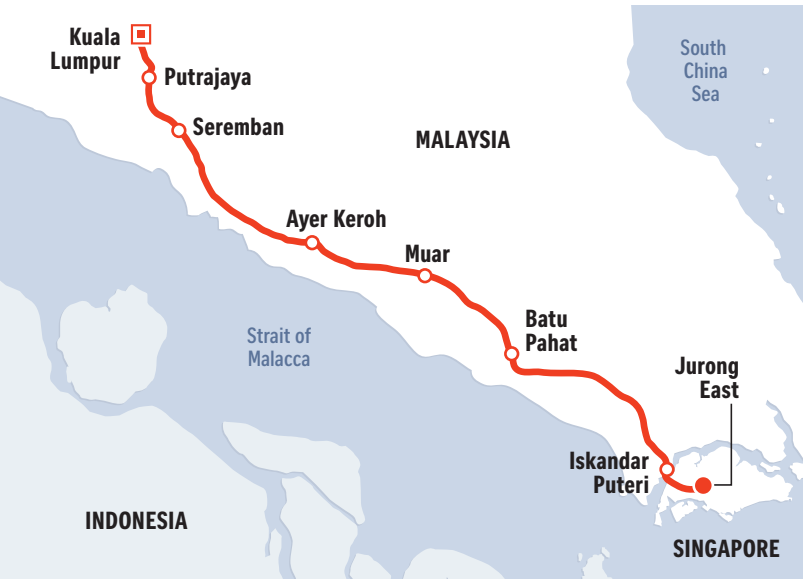 Kuala
Lumpur
Putrajaya
South
China
Sea
Seremban
MALAYSIA
Ayer Keroh
Muar
Batu
Pahat
Strait of
Malacca
Jurong
East
Iskandar
Puteri
INDONESIA
SINGAPORE